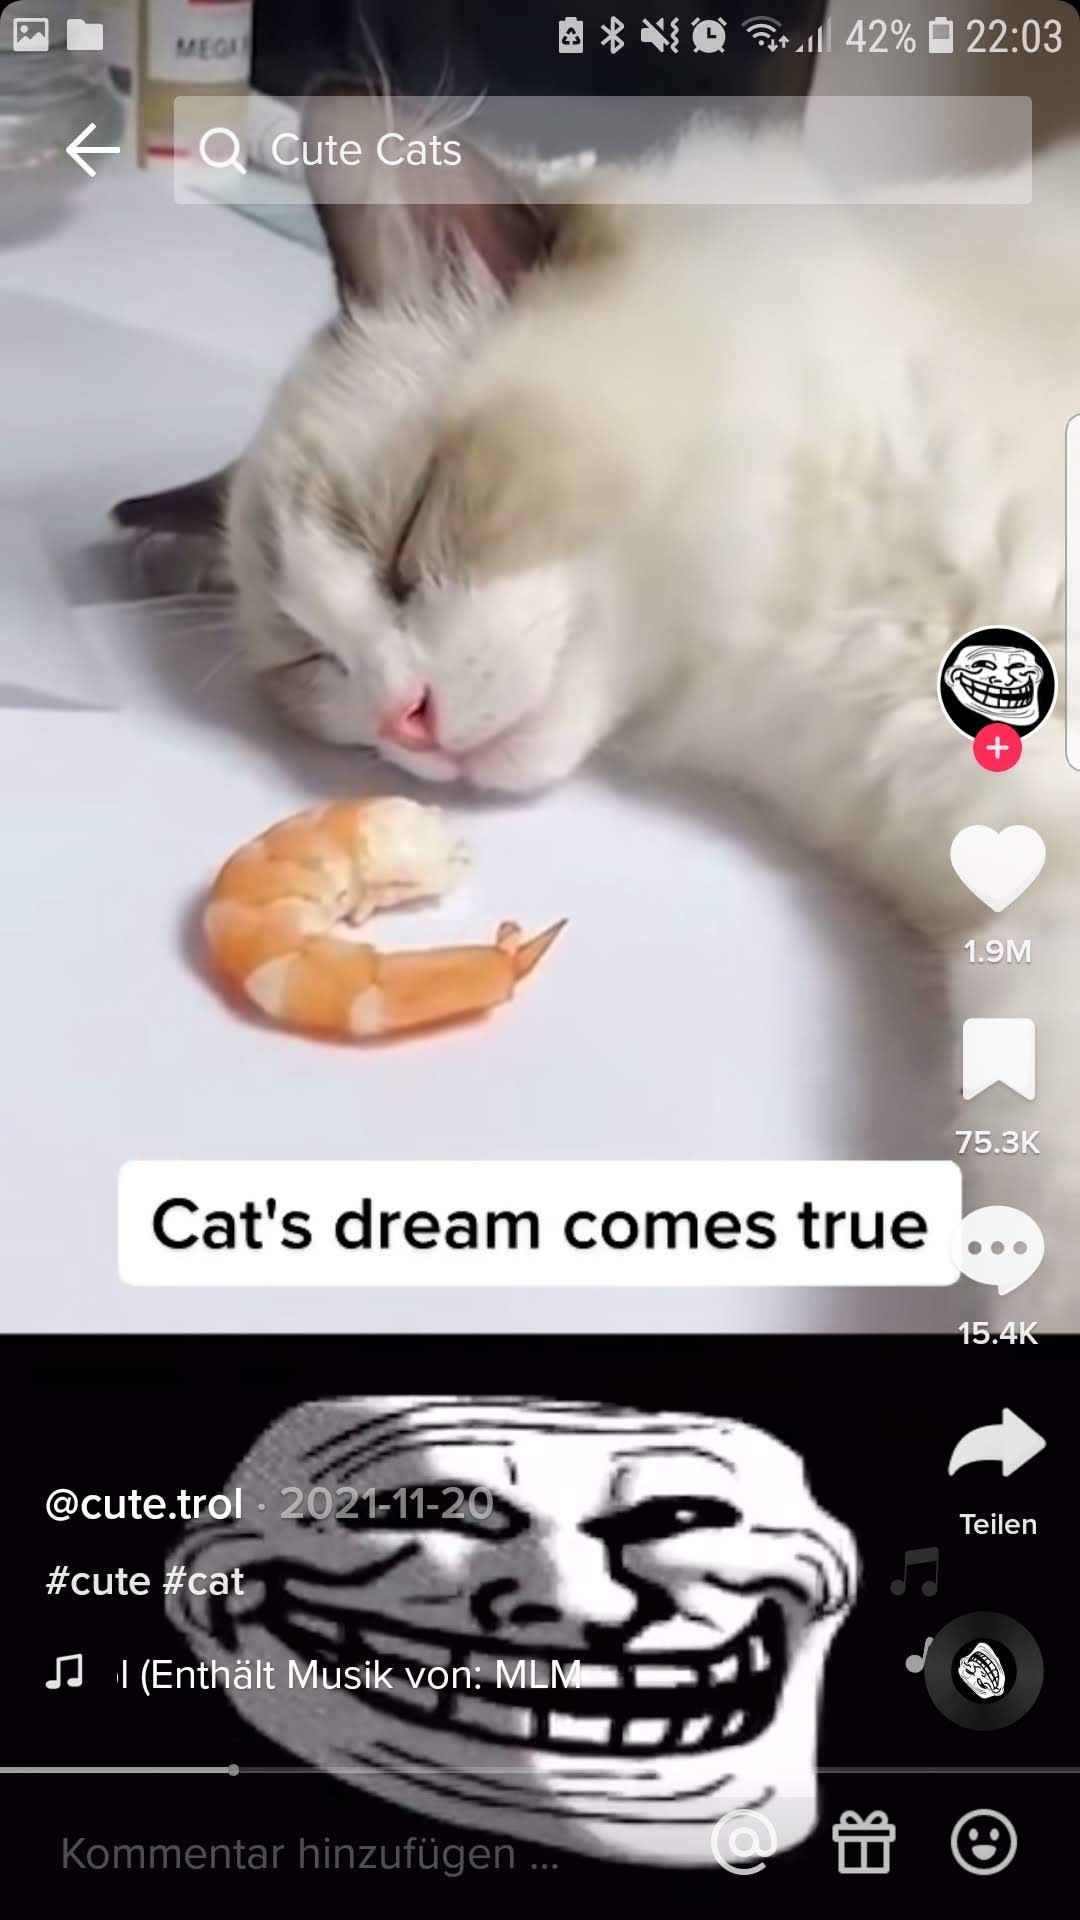 42% 22:03
Cute Cats
1.9M
75.3K
Cat's dream comes true
15.4K
@cute.trol · 2021-11-20
Teilen
#cute #cat
l (Enthält Musik von: MLM
Kommentar hinzufügen ...